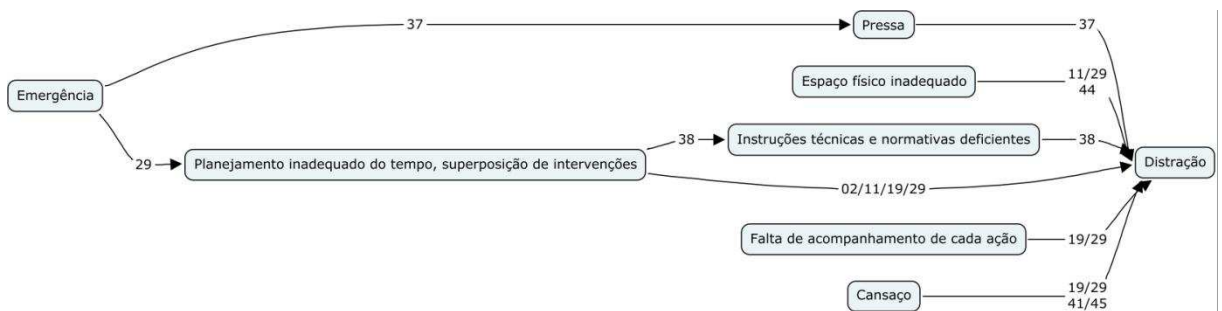 37
Pressa
37
Espaço físico inadequado
11/29
44
Emergência
29
Planejamento inadequado do tempo, superposição de intervenções
38
Instruções técnicas e normativas deficientes
38
Distração
02/11/19/29
Falta de acompanhamento de cada ação
19/29
Cansaço
19/29
41/45